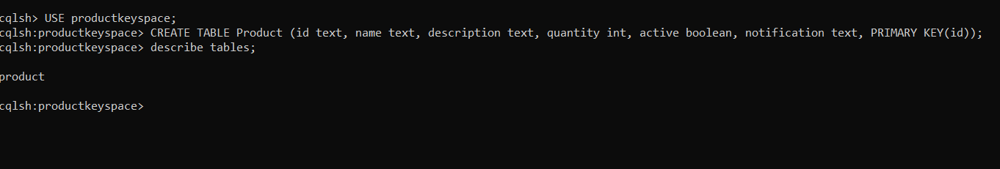 cqlsh> USE productkeyspace;
cqlsh:productkeyspace> CREATE TABLE Product (id text, name text, description text, quantity int, active boolean, notification text, PRIMARY KEY(id));
cqlsh:productkeyspace> describe tables;
product
cqlsh:productkeyspace>